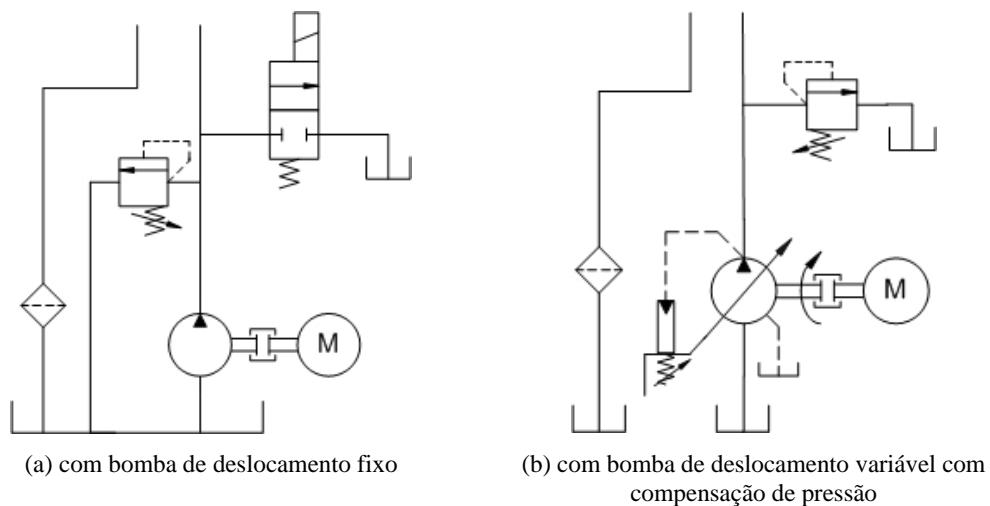 M
M
(a) com bomba de deslocamento fixo
(b) com bomba de deslocamento variável com
compensação de pressão